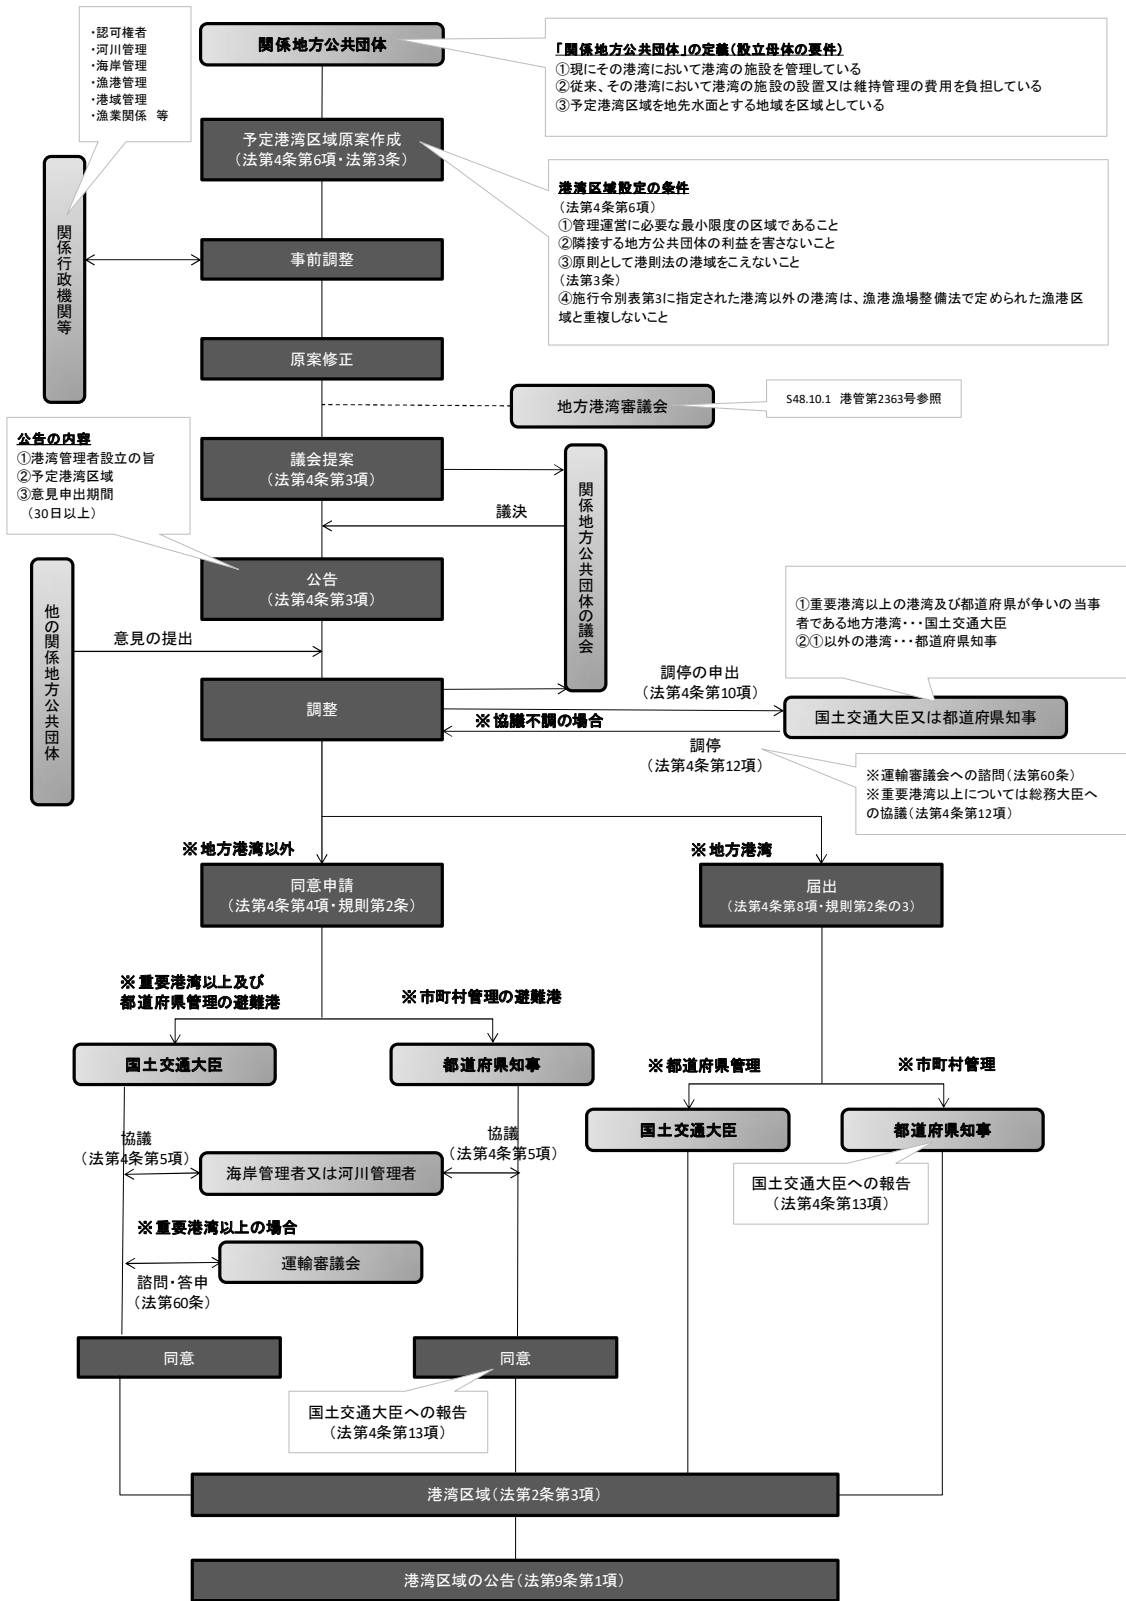 ・認可権者
・河川管理
・海岸管理
・漁港管理
・港域管理
・漁業関係　等
関係地方公共団体
「関係地方公共団体」の定義（設立母体の要件）
①現にその港湾において港湾の施設を管理している
②従来、その港湾において港湾の施設の設置又は維持管理の費用を負担している
③予定港湾区域を地先水面とする地域を区域としている
予定港湾区域原案作成
（法第4条第6項・法第3条）
港湾区域設定の条件
（法第4条第6項）
①管理運営に必要な最小限度の区域であること
②隣接する地方公共団体の利益を害さないこと
③原則として港則法の港域をこえないこと
（法第3条）
④施行令別表第3に指定された港湾以外の港湾は、漁港漁場整備法で定められた漁港区
域と重複しないこと
関係行政機関等
事前調整
原案修正
地方港湾審議会
S48.10.1　港管第2363号参照
公告の内容
①港湾管理者設立の旨
②予定港湾区域
③意見申出期間
（30日以上）
議会提案
（法第4条第3項）
関係地方公共団体の議会
議決
公告
（法第4条第3項）
他の関係地方公共団体
意見の提出
①重要港湾以上の港湾及び都道府県が争いの当事
者である地方港湾・・・国土交通大臣
②①以外の港湾・・・都道府県知事
調整
調停の申出
（法第4条第10項）
※協議不調の場合
国土交通大臣又は都道府県知事
調停
（法第4条第12項）
※運輸審議会への諮問（法第60条）
※重要港湾以上については総務大臣へ
の協議（法第4条第12項）
※地方港湾以外
※地方港湾
同意申請
（法第4条第4項・規則第2条）
届出
（法第4条第8項・規則第2条の3）
※重要港湾以上及び
都道府県管理の避難港
※市町村管理の避難港
国土交通大臣
都道府県知事
※都道府県管理
※市町村管理
国土交通大臣
都道府県知事
協議
（法第4条第5項）
協議
（法第4条第5項）
海岸管理者又は河川管理者
国土交通大臣への報告
（法第4条第13項）
※重要港湾以上の場合
運輸審議会
諮問・答申
（法第60条）
同意
同意
国土交通大臣への報告
（法第4条第13項）
港湾区域（法第2条第3項）
港湾区域の公告（法第9条第1項）